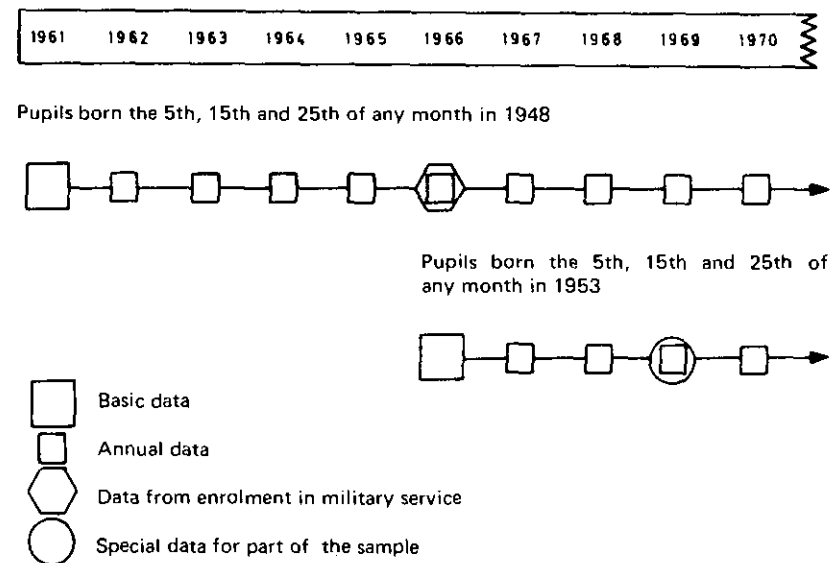 1961 1962 1963 1964 1965 1966 1967 1968 1969 1970
Pupils born the 5th, 15th and 25th of any month in 1948
Pupils born the 5th, 15th and 25th of
any month in 1953
Basic data
Annual data
Data from enrolment in military service
Special data for part of the sample